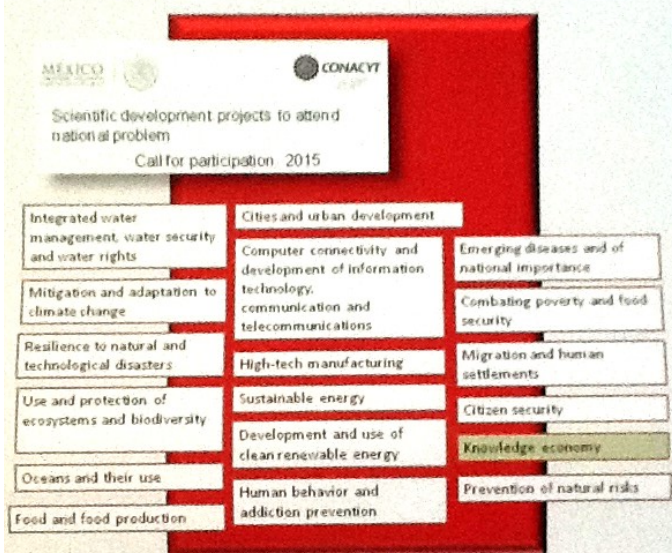 MÉXICO
CONACYT
Scientific development projects to attend
national problem
Call for participation 2015
Integrated water
management, water security
and water rights
Mitigation and adaptation to
climate change
Resilience to natural and
technological disasters
Use and protection of
ecosystems and biodiversity
Oceans and their use
Food and food production
Cities and urban development
Computer connectivity and
development of information
technology,
communication and
telecommunications
High-tech manufacturing
Sustainable energy
Development and use of
clean renewable energy
Human behavior and
addiction prevention
Emerging diseases and of
national importance
Combating poverty and food
security
Migration and human
settlements
Citizen security
Knowledge economy
Prevention of natural risks